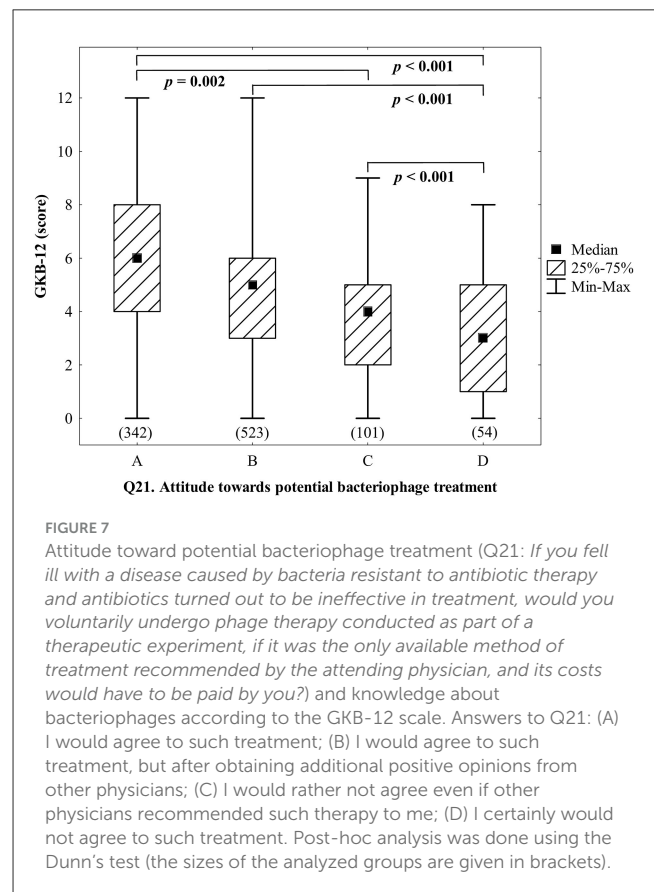 p < 0.001
p = 0.002
p < 0.001
12
10
p < 0.001
8
6
4
2
0
GKB-12 (score)
Median
25%-75%
Min-Max
(342) (523) (101) (54)
A B C D
Q21. Attitude towards potential bacteriophage treatment
FIGURE 7
Attitude toward potential bacteriophage treatment (Q21: If you fell
ill with a disease caused by bacteria resistant to antibiotic therapy
and antibiotics turned out to be ineffective in treatment, would you
voluntarily undergo phage therapy conducted as part of a
therapeutic experiment, if it was the only available method of
treatment recommended by the attending physician, and its costs
would have to be paid by you?) and knowledge about
bacteriophages according to the GKB-12 scale. Answers to Q21: (A)
I would agree to such treatment; (B) I would agree to such
treatment, but after obtaining additional positive opinions from
other physicians; (C) I would rather not agree even if other
physicians recommended such therapy to me; (D) I certainly would
not agree to such treatment. Post-hoc analysis was done using the
Dunn's test (the sizes of the analyzed groups are given in brackets).